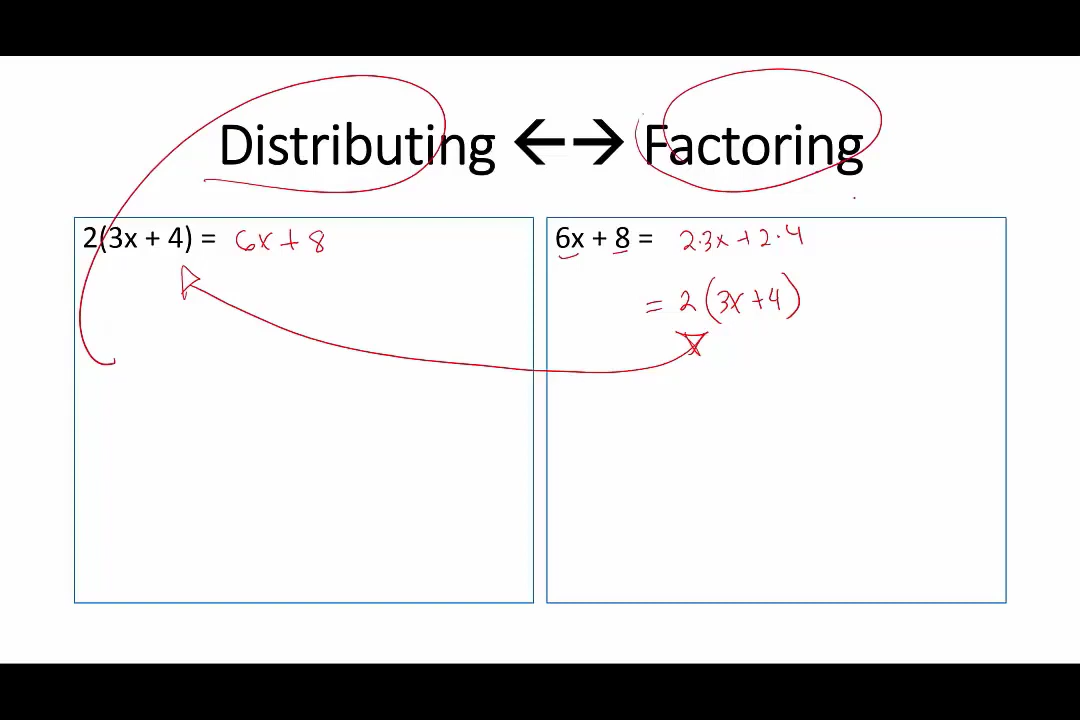 Distributing ←→ Factoring
2(3x + 4) = 6x + 8
6x + 8 = 2·3x + 2·4
= 2(3x + 4)